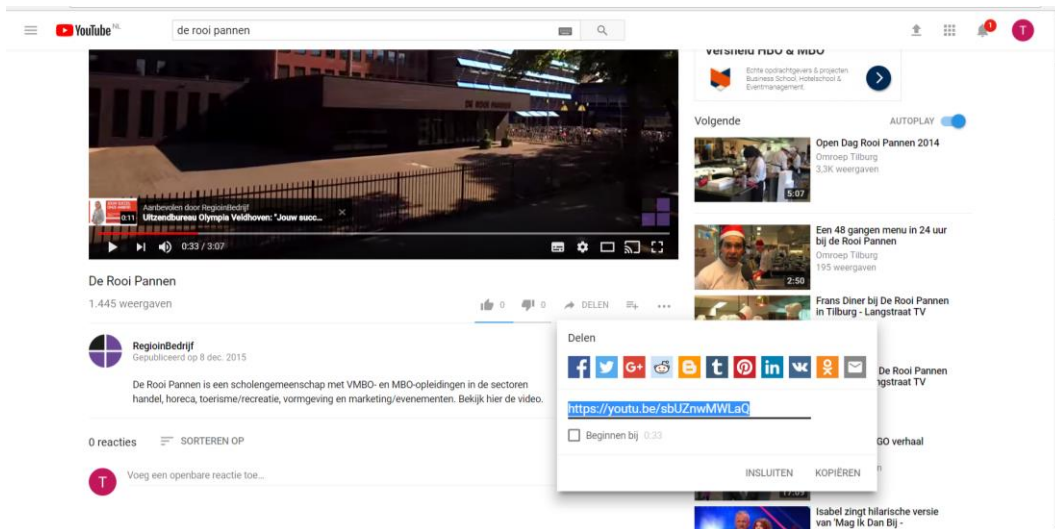 YouTube NL
de rooi pannen
1
T
DE ROOI PANNEN
Aanbevolen door RegioinBedrijf
0:11 Uitzendbureau Olympia Veldhoven: "Jouw succ...
0:33 / 3:07
De Rooi Pannen
1.445 weergaven
0 0 DELEN
RegioinBedrijf
Gepubliceerd op 8 dec. 2015
De Rooi Pannen is een scholengemeenschap met VMBO- en MBO-opleidingen in de sectoren
handel, horeca, toerisme/recreatie, vormgeving en marketing/evenementen. Bekijk hier de video.
0 reacties SORTEREN OP
T
Voeg een openbare reactie toe...
Delen
https://youtu.be/sbUZnwMWLaQ
Beginnen bij 0:33
INSLUITEN KOPIËREN
Versneld HBO & MBO
Echte opdrachtgevers & projecten.
Business School, Hotelschool &
Eventmanagement.
Volgende AUTOPLAY
Open Dag Rooi Pannen 2014
Omroep Tilburg
3,3K weergaven
5:07
Een 48 gangen menu in 24 uur
bij de Rooi Pannen
Omroep Tilburg
195 weergaven
2:50
Frans Diner bij De Rooi Pannen
in Tilburg - Langstraat TV
De Rooi Pannen
ngstraat TV
GO verhaal
17:09
Isabel zingt hilarische versie
van 'Mag Ik Dan Bij -